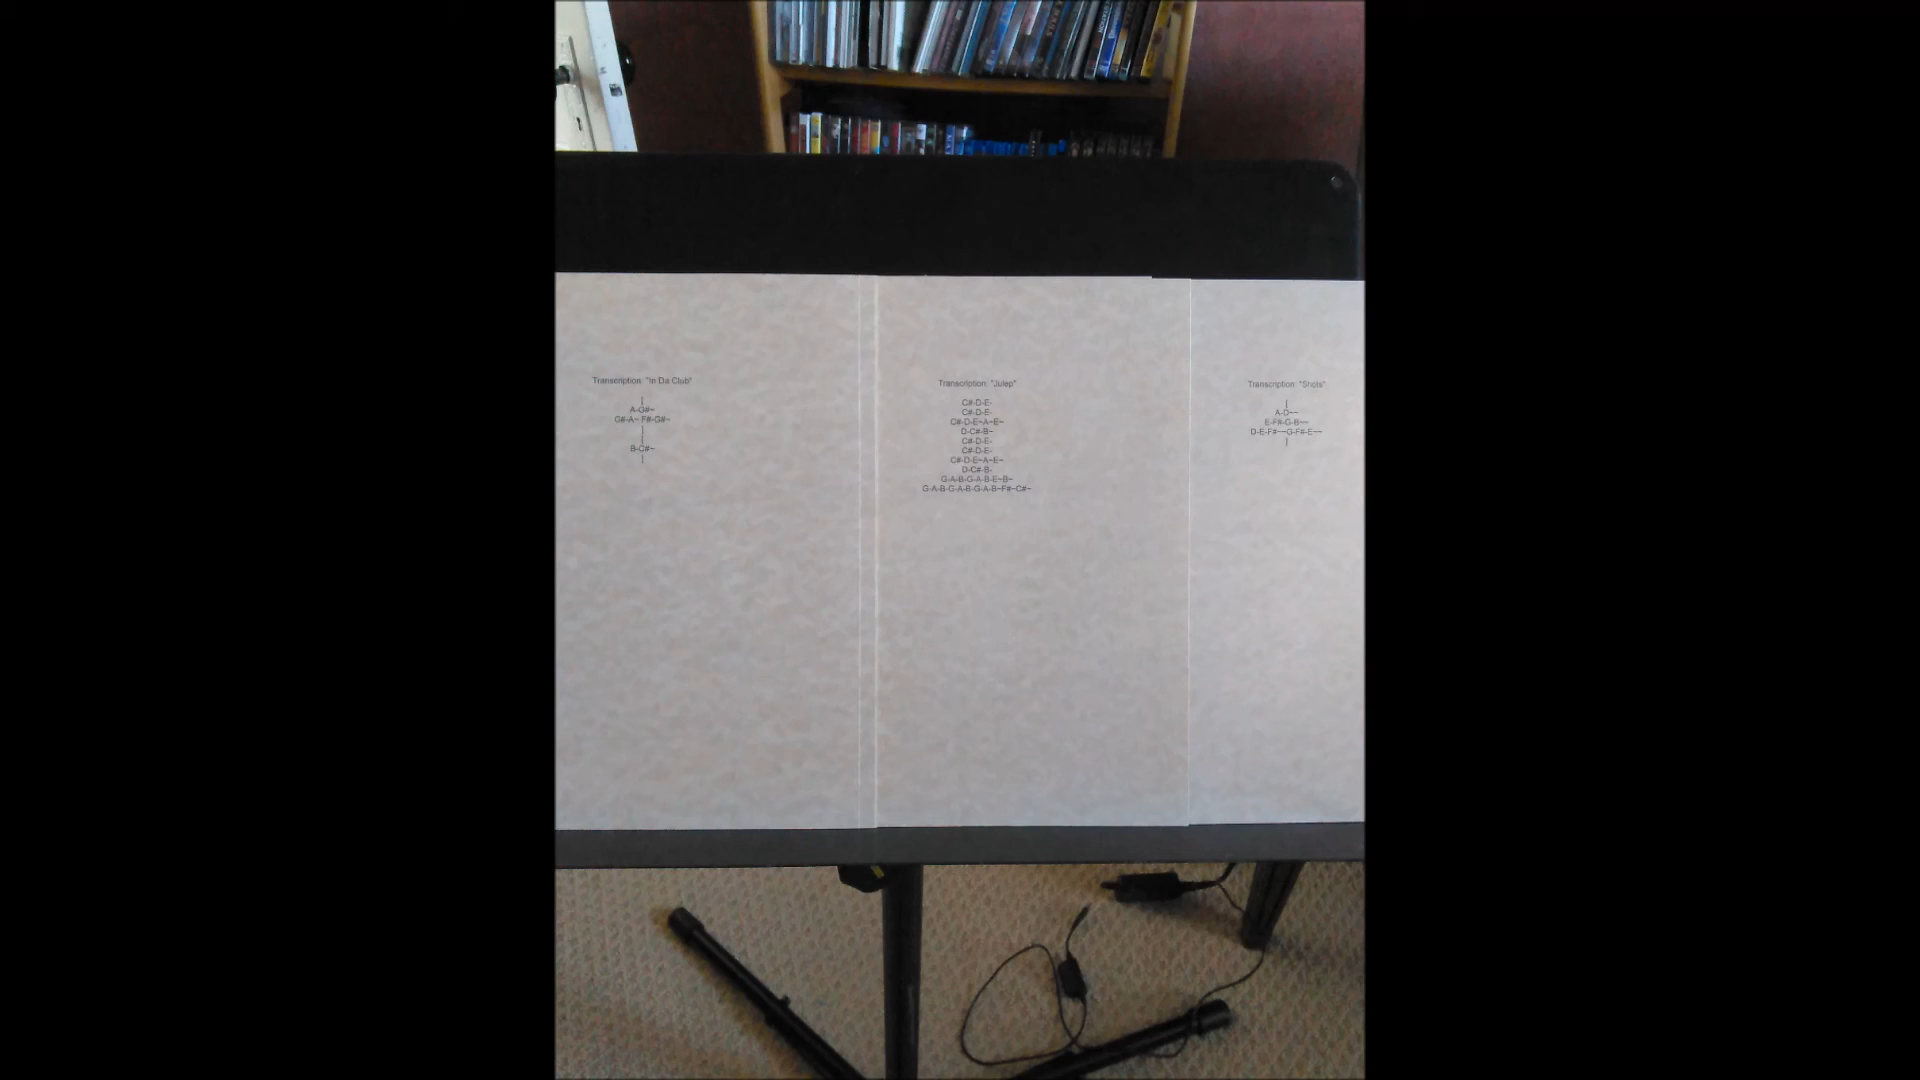 Transcription: "In Da Club"
|
A-G#~
G#-A~ F#-G#~
|
|
B-C#~
|
Transcription: "Julep"
C#-D-E-
C#-D-E-
C#-D-E~A~E~
D-C#-B~
C#-D-E-
C#-D-E-
C#-D-E~A~E~
D-C#-B-
G-A-B-G-A-B-E~B~
G-A-B-G-A-B-G-A-B~F#~C#~
Transcription: "Shots"
|
A-D~~
E-F#-G-B~~
D-E-F#~~G-F#-E~~
|